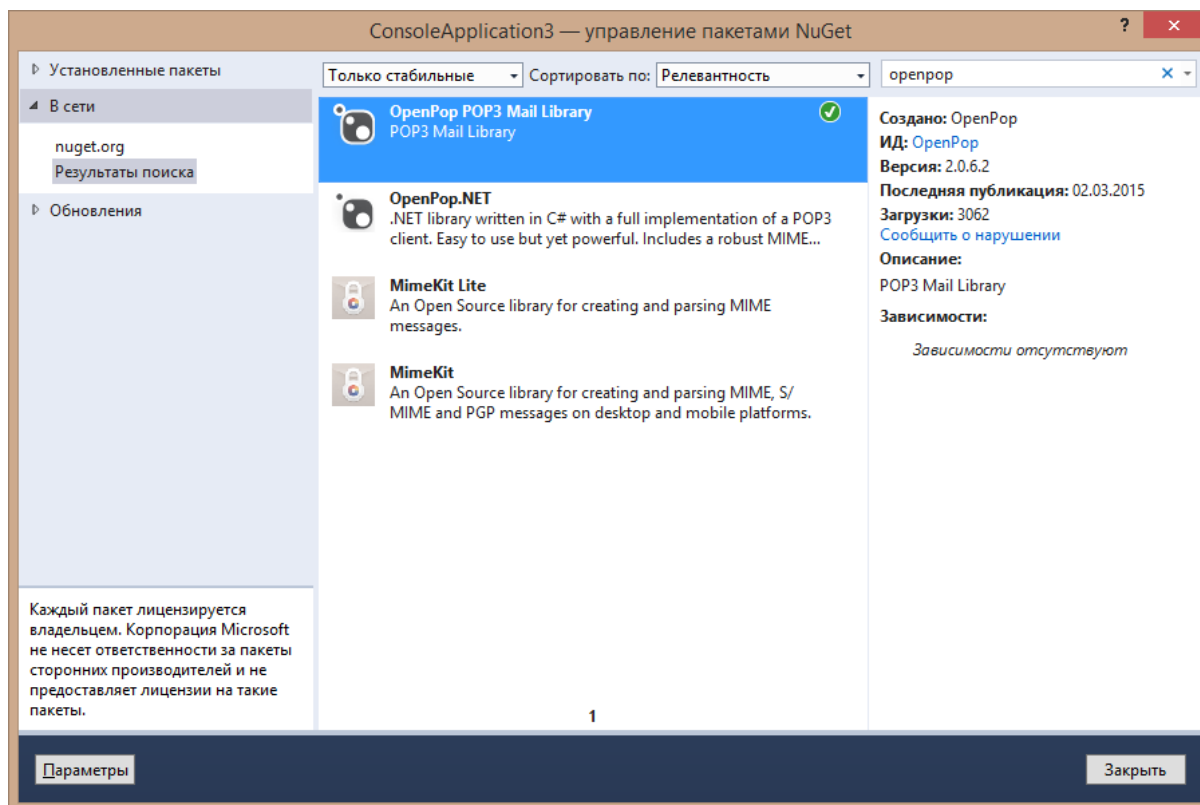 ConsoleApplication3 — управление пакетами NuGet
?
×
Установленные пакеты
В сети
nuget.org
Результаты поиска
Обновления
Каждый пакет лицензируется
владельцем. Корпорация Microsoft
не несет ответственности за пакеты
сторонних производителей и не
предоставляет лицензии на такие
пакеты.
Только стабильные
Сортировать по: Релевантность
OpenPop POP3 Mail Library
POP3 Mail Library
OpenPop.NET
.NET library written in C# with a full implementation of a POP3
client. Easy to use but yet powerful. Includes a robust MIME...
MimeKit Lite
An Open Source library for creating and parsing MIME
messages.
MimeKit
An Open Source library for creating and parsing MIME, S/
MIME and PGP messages on desktop and mobile platforms.
1
openpop
Создано: OpenPop
ИД: OpenPop
Версия: 2.0.6.2
Последняя публикация: 02.03.2015
Загрузки: 3062
Сообщить о нарушении
Описание:
POP3 Mail Library
Зависимости:
Зависимости отсутствуют
Параметры
Закрыть